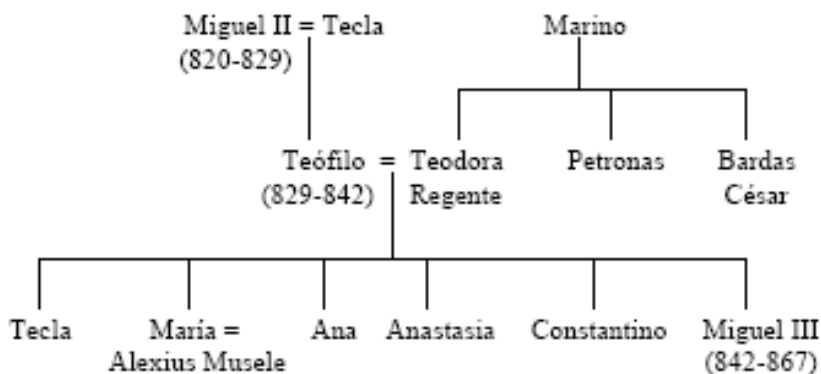 Miguel II = Tecla Marino
(820-829)
Teófilo = Teodora Petronas Bardas
(829-842) Regente César
Tecla María = Ana Anastasia Constantino Miguel III
Alexius Musele (842-867)